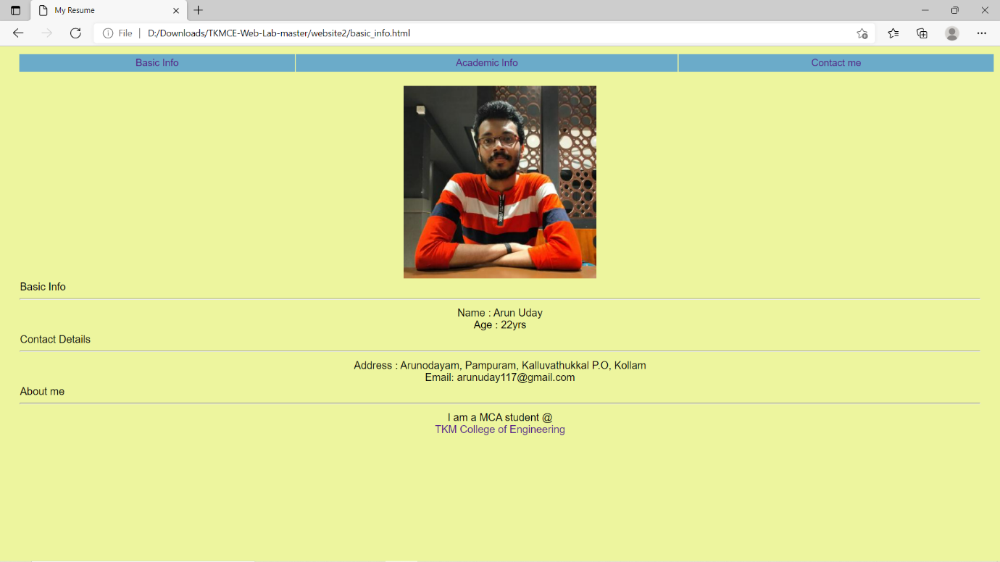 My Resume
File | D:/Downloads/TKMCE-Web-Lab-master/website2/basic_info.html
Basic Info Academic Info Contact me
Basic Info
Name : Arun Uday
Age : 22yrs
Contact Details
Address : Arunodayam, Pampuram, Kalluvathukkal P.O, Kollam
Email: arunuday117@gmail.com
About me
I am a MCA student @
TKM College of Engineering